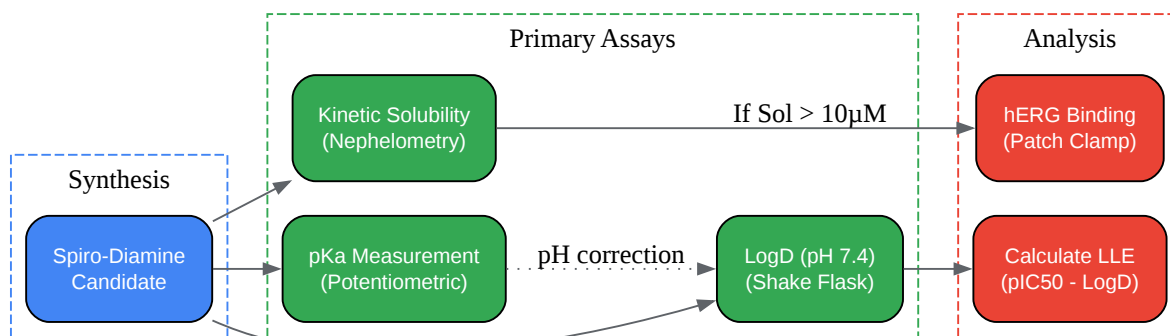 Primary Assays
Analysis
Kinetic Solubility
(Nephelometry)
If Sol > 10µM
hERG Binding
(Patch Clamp)
Synthesis
Spiro-Diamine
Candidate
pKa Measurement
(Potentiometric)
pH correction
LogD (pH 7.4)
(Shake Flask)
Calculate LLE
(pIC50 - LogD)